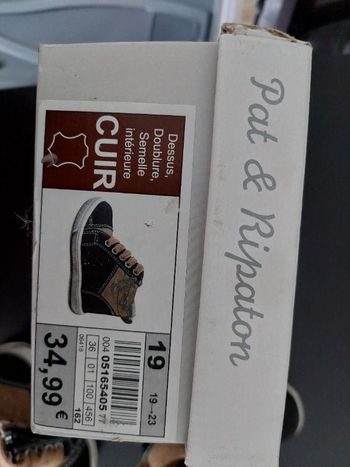 Pat & Ripaton
Dessus,
Doublure,
Semelle
intérieure
CUIR
19
19→23
004 05165405 77
36 01 100 456
08418
162
34,99 €